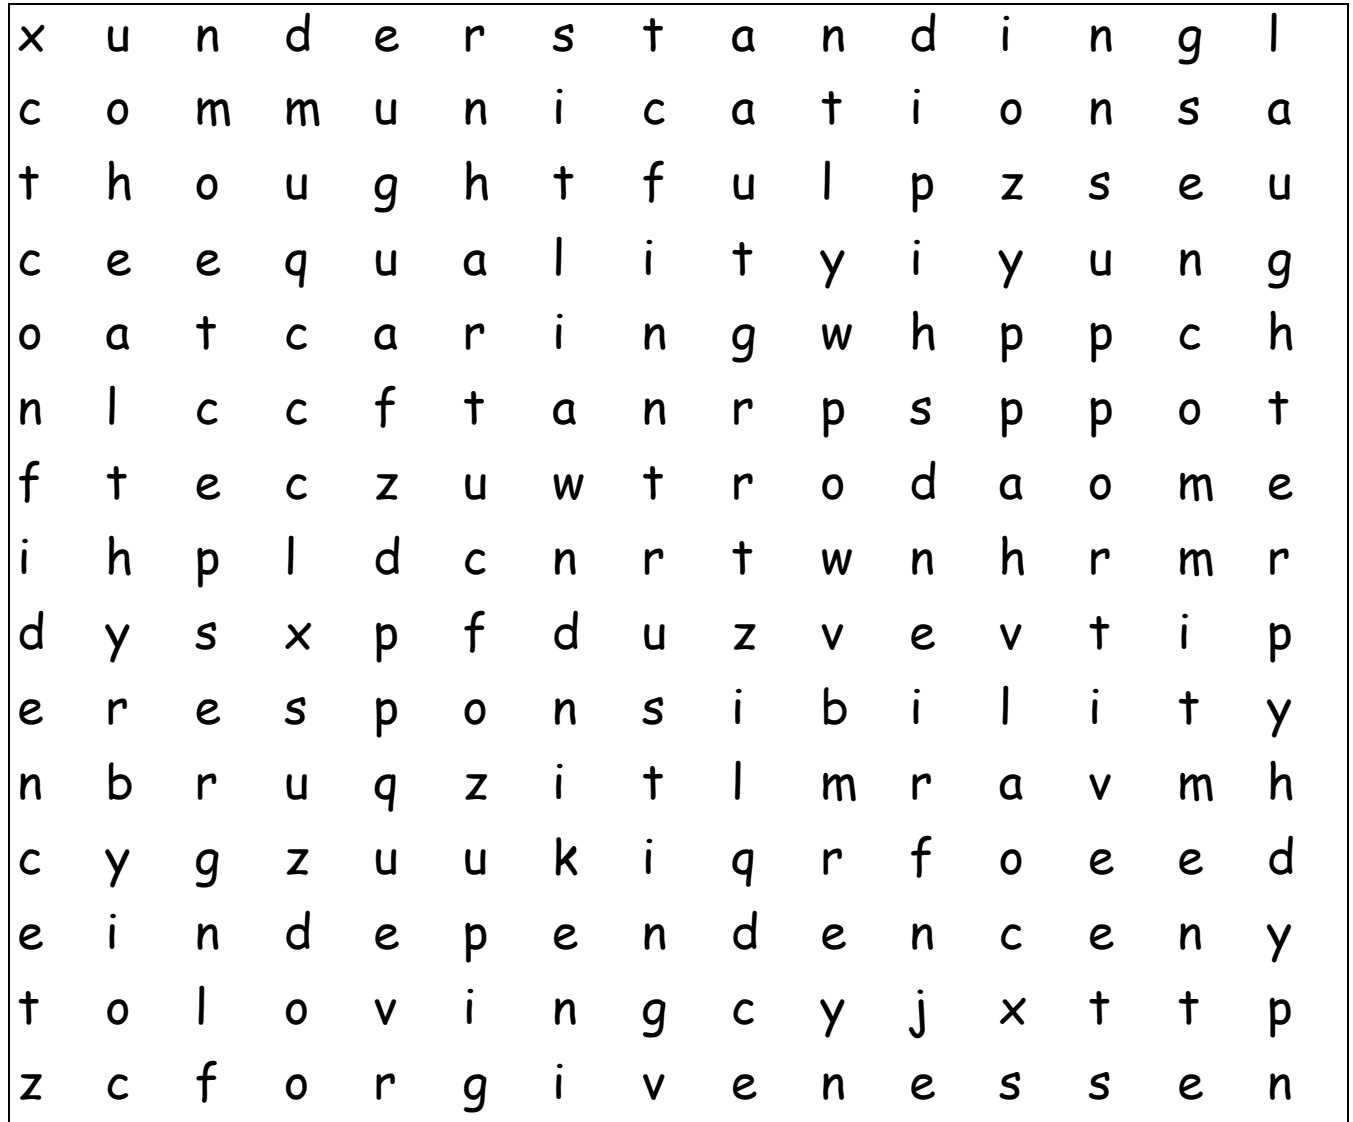 x u n d e r s t a n d i n g l
c o m m u n i c a t i o n s a
t h o u g h t f u l p z s e u
c e e q u a l i t y i y u n g
o a t c a r i n g w h p p c h
n l c c f t a n r p s p p o t
f t e c z u w t r o d a o m e
i h p l d c n r t w n h r m r
d y s x p f d u z v e v t i p
e r e s p o n s i b i l i t y
n b r u q z i t l m r a v m h
c y g z u u k i q r f o e e d
e i n d e p e n d e n c e n y
t o l o v i n g c y j x t t p
z c f o r g i v e n e s s e n